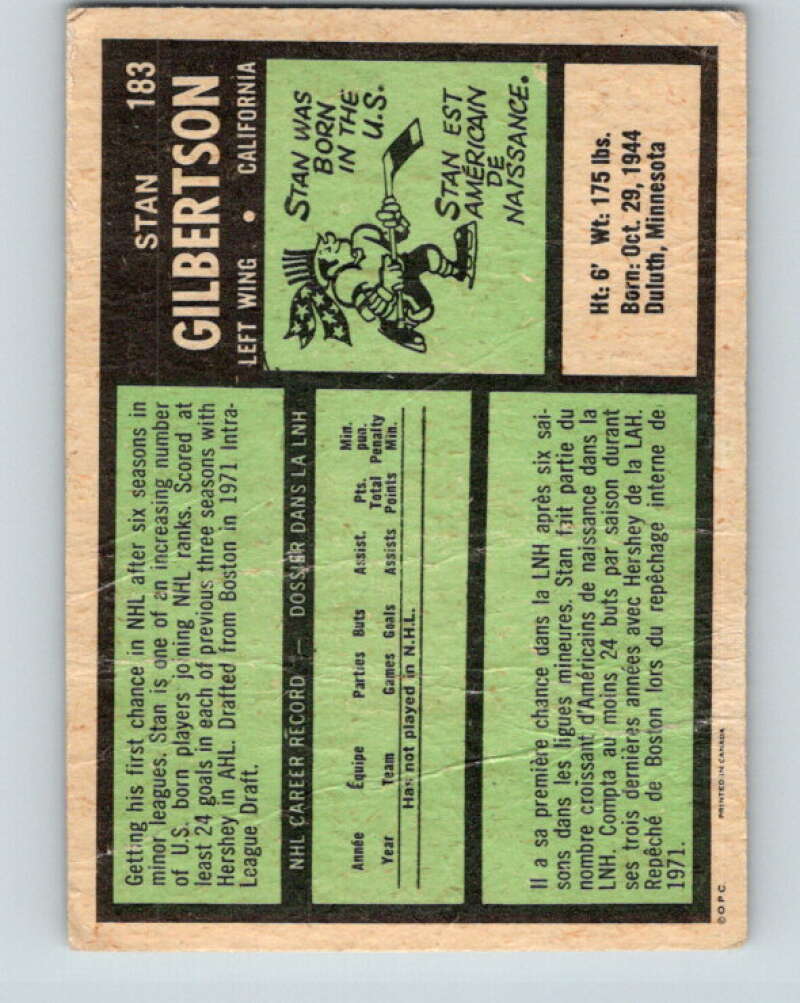 STAN 183
GILBERTSON
LEFT WING • CALIFORNIA
STAN WAS
BORN
IN THE
U.S.
STAN EST
AMÉRICAIN
DE
NAISSANCE.
Ht: 6' Wt: 175 lbs.
Born: Oct. 29, 1944
Duluth, Minnesota
Getting his first chance in NHL after six seasons in
minor leagues. Stan is one of an increasing number
of U.S. born players joining NHL ranks. Scored at
least 24 goals in each of previous three seasons with
Hershey in AHL. Drafted from Boston in 1971 Intra-
League Draft.
NHL CAREER RECORD — DOSSIER DANS LA LNH
Année Équipe Parties Buts Assist. Pts. Min. pun.
Year Team Games Goals Assists Total Points Penalty Min.
Has not played in N.H.L.
Il a sa première chance dans la LNH après six sai-
sons dans les ligues mineures. Stan fait partie du
nombre croissant d'Américains de naissance dans la
LNH. Compta au moins 24 buts par saison durant
ses trois dernières années avec Hershey de la LAH.
Repêché de Boston lors du repêchage interne de
1971.
© O.P.C. PRINTED IN CANADA